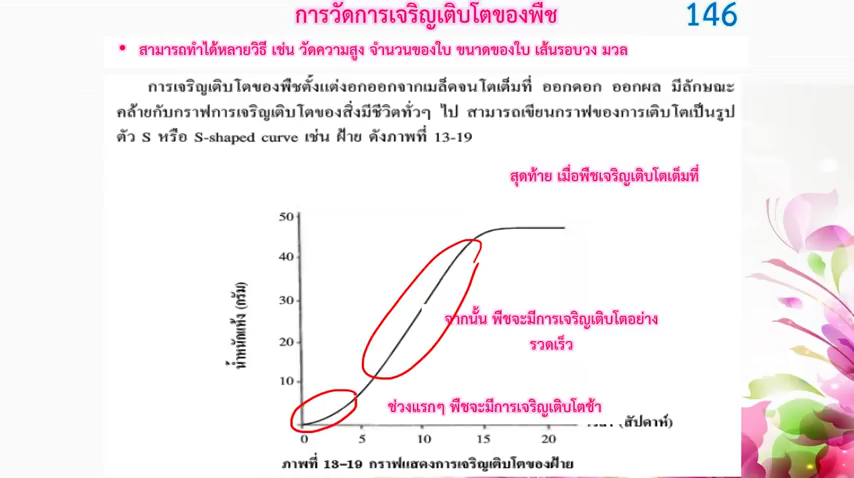 การวัดการเจริญเติบโตของพืช
146
• สามารถทำได้หลายวิธี เช่น วัดความสูง จำนวนของใบ ขนาดของใบ เส้นรอบวง มวล
การเจริญเติบโตของพืชตั้งแต่งอกออกจากเมล็ดจนโตเต็มที่ ออกดอก ออกผล มีลักษณะ
คล้ายกับกราฟการเจริญเติบโตของสิ่งมีชีวิตทั่วๆ ไป สามารถเขียนกราฟของการเติบโตเป็นรูป
ตัว S หรือ S-shaped curve เช่น ฝ้าย ดังภาพที่ 13-19
สุดท้าย เมื่อพืชเจริญเติบโตเต็มที่
50
40
30
20
10
น้ำหนักแห้ง (กรัม)
จากนั้น พืชจะมีการเจริญเติบโตอย่าง
รวดเร็ว
ช่วงแรกๆ พืชจะมีการเจริญเติบโตช้า
(สัปดาห์)
0 5 10 15 20
ภาพที่ 13-19 กราฟแสดงการเจริญเติบโตของฝ้าย